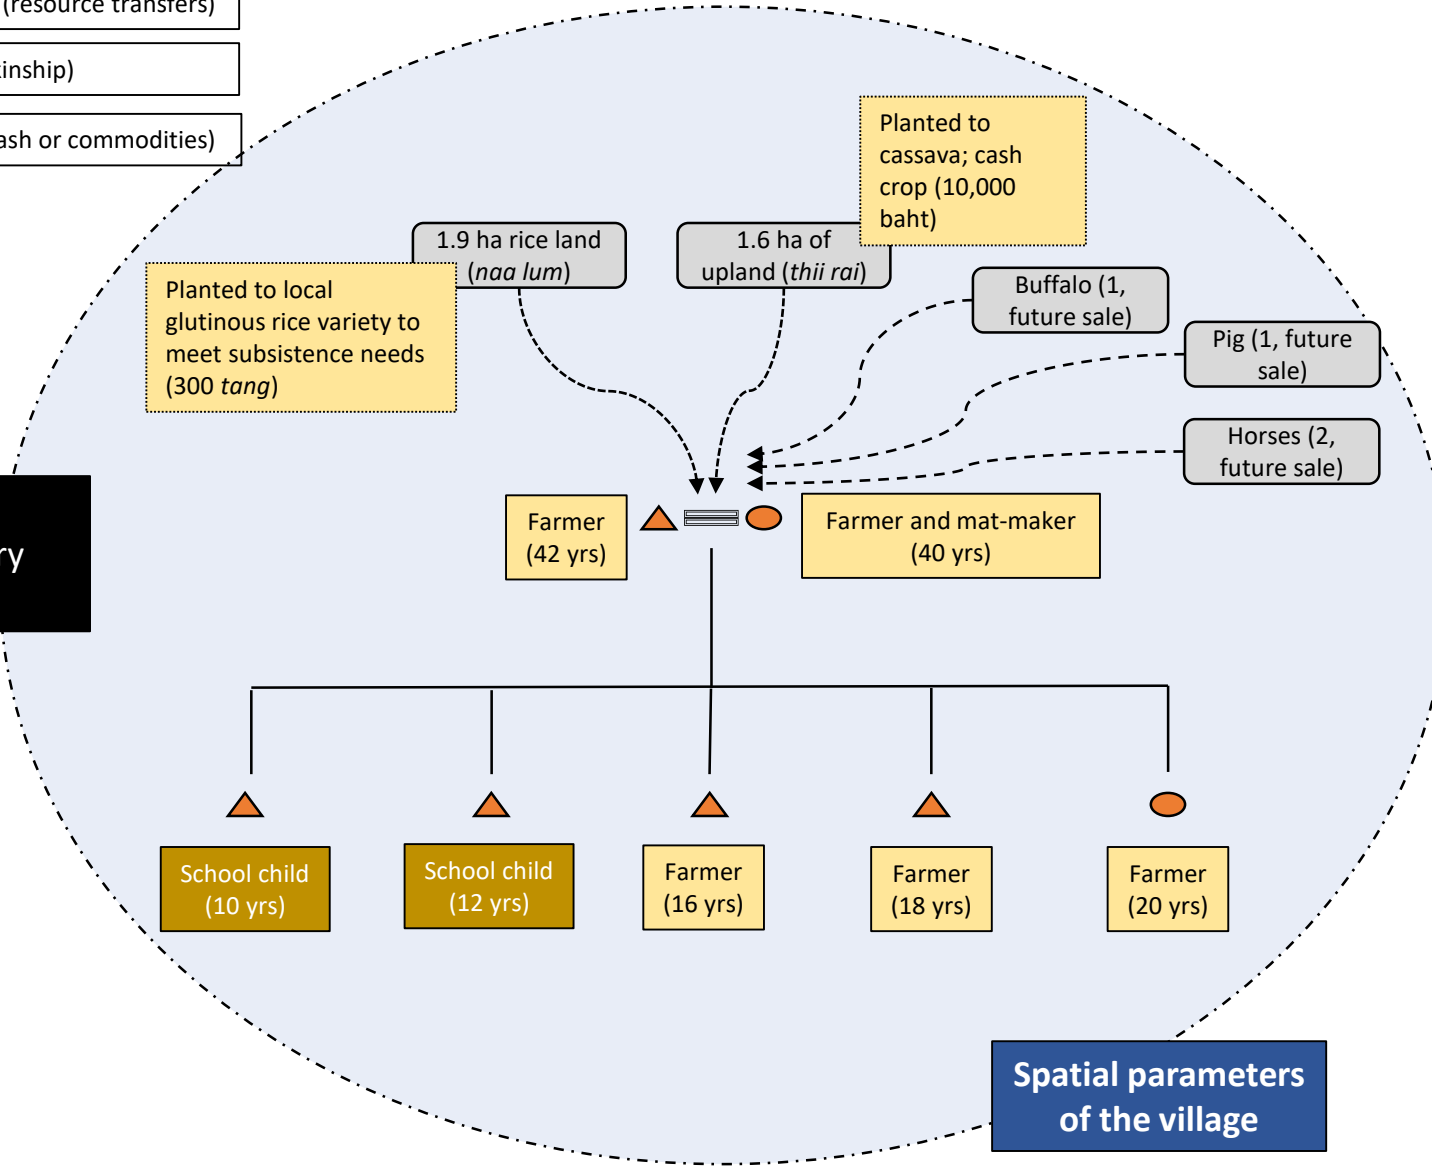 (resource transfers)
kinship)
ash or commodities)
Planted to
cassava; cash
crop (10,000
baht)
1.9 ha rice land
(naa lum)
1.6 ha of
upland (thii rai)
Planted to local
glutinous rice variety to
meet subsistence needs
(300 tang)
Buffalo (1,
future sale)
Pig (1, future
sale)
Horses (2,
future sale)
Farmer
(42 yrs)
Farmer and mat-maker
(40 yrs)
ry
School child
(10 yrs)
School child
(12 yrs)
Farmer
(16 yrs)
Farmer
(18 yrs)
Farmer
(20 yrs)
Spatial parameters
of the village